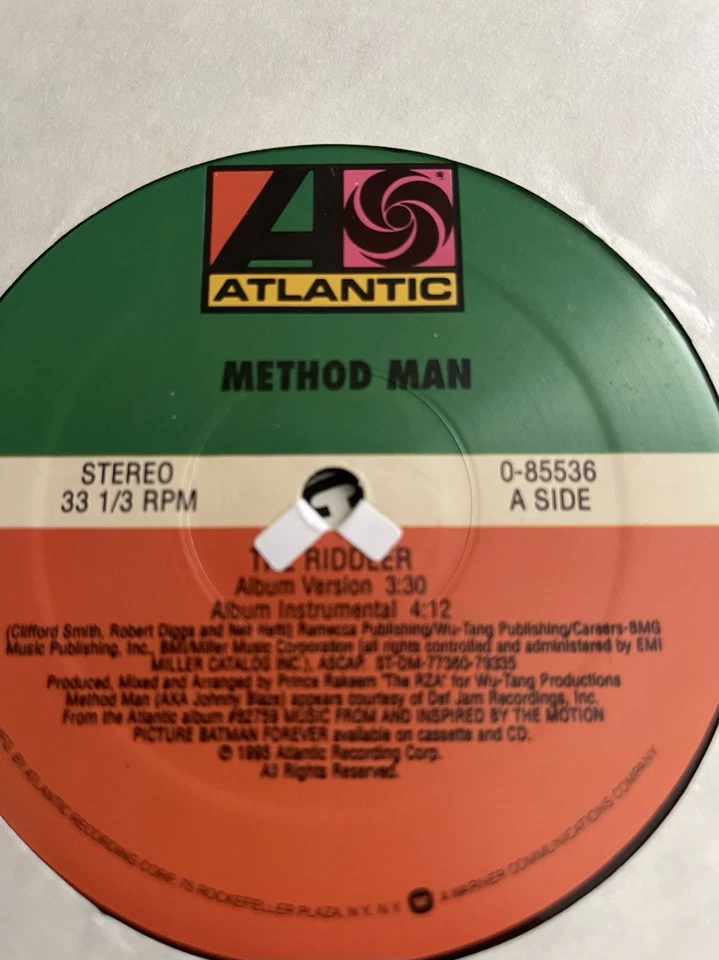 ATLANTIC
METHOD MAN
STEREO
33 1/3 RPM
0-85536
A SIDE
RIDDLER
Album Version 3:30
Album Instrumental 4:12
(Clifford Smith, Robert Diggs and Neil Hefti) Ramecca Publishing/Wu-Tang Publishing/Careers-BMG
Music Publishing, Inc., BMI/Miller Music Corporation (all rights controlled and administered by EMI
MILLER CATALOG INC.), ASCAP. ST-DM-77380-79335
Produced, Mixed and Arranged by Prince Rakeem "The RZA" for Wu-Tang Productions
Method Man (AKA Johnny Blaze) appears courtesy of Def Jam Recordings, Inc.
From the Atlantic album #82759 MUSIC FROM AND INSPIRED BY THE MOTION
PICTURE BATMAN FOREVER available on cassette and CD.
℗ 1995 Atlantic Recording Corp.
All Rights Reserved.
MFG. BY ATLANTIC RECORDING CORP. 75 ROCKEFELLER PLAZA, N.Y. N.Y. A WARNER COMMUNICATIONS COMPANY